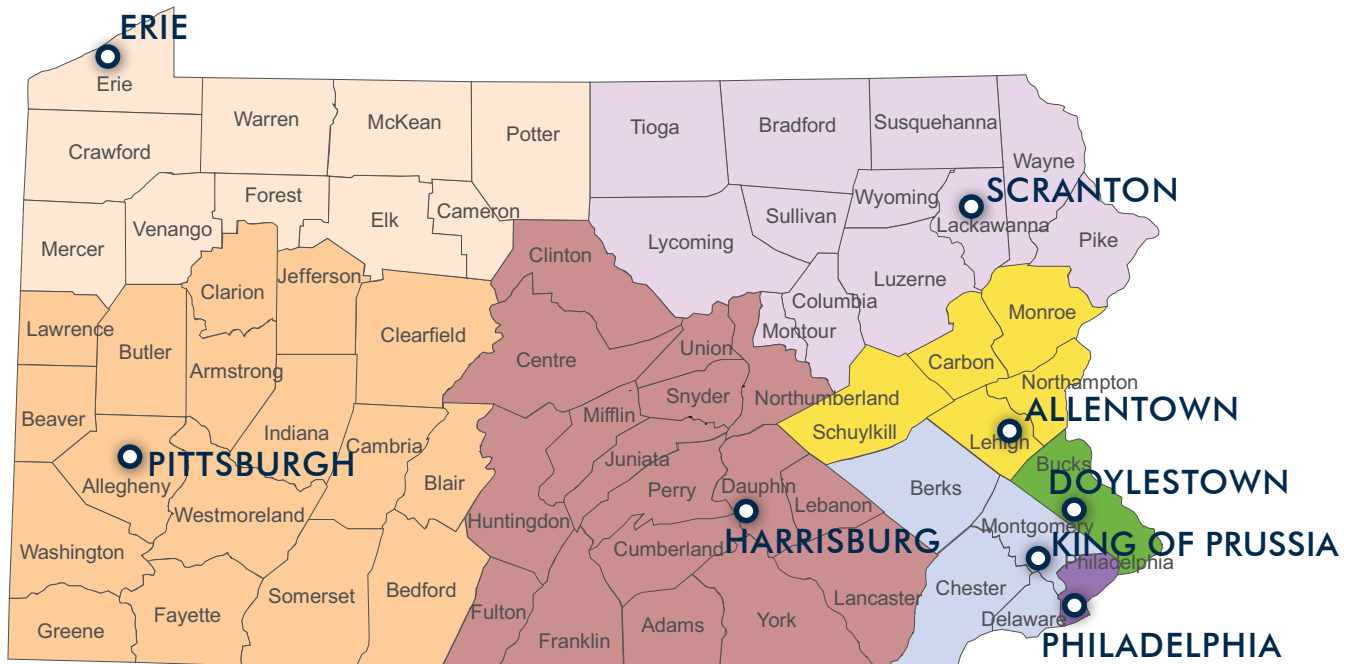 ERIE
Erie
Warren
McKean
Potter
Tioga
Bradford
Susquehanna
Crawford
Wayne
Forest
Elk
Cameron
Wyoming
SCRANTON
Lackawanna
Venango
Sullivan
Mercer
Lycoming
Pike
Clinton
Jefferson
Luzerne
Clarion
Columbia
Monroe
Lawrence
Montour
Clearfield
Butler
Union
Centre
Carbon
Armstrong
Northampton
Snyder
Northumberland
ALLENTOWN
Beaver
Mifflin
Indiana
Schuylkill
Lehigh
Cambria
PITTSBURGH
Juniata
Bucks
Allegheny
Blair
Perry
Dauphin
Berks
DOYLESTOWN
Lebanon
Westmoreland
Huntingdon
Montgomery
HARRISBURG
KING OF PRUSSIA
Washington
Cumberland
Philadelphia
Bedford
Chester
Somerset
Lancaster
Fayette
Fulton
Delaware
Greene
Franklin
Adams
York
PHILADELPHIA